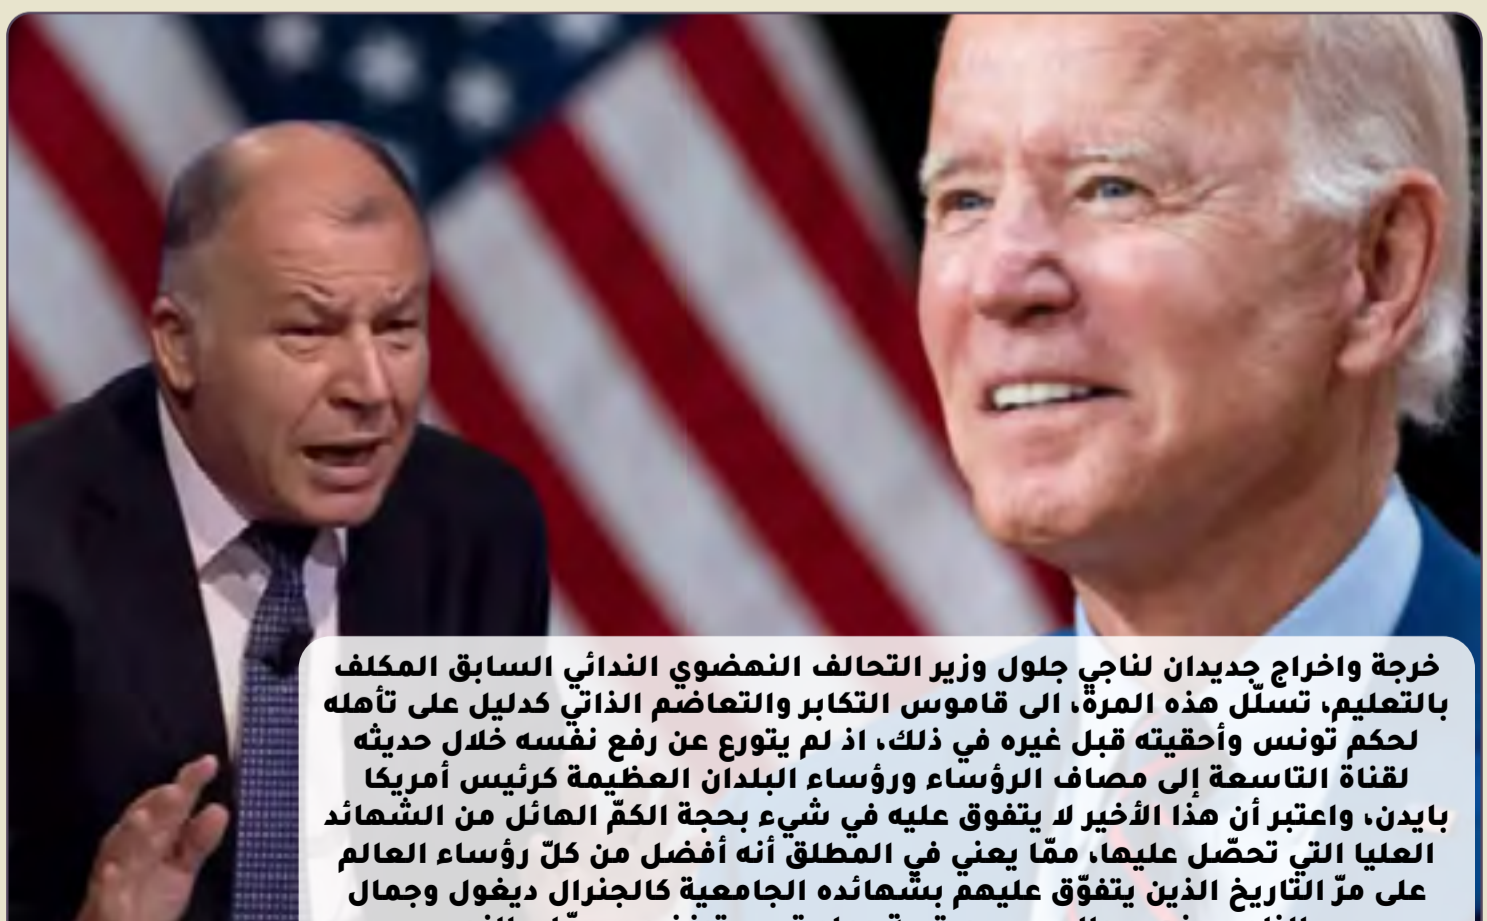 خرجة واخراج جديدان لناجي جلول وزير التحالف النهضوي الندائي السابق المكلف
بالتعليم، تسلّل هذه المرة، الى قاموس التكابر والتعاضم الذاتي كدليل على تأهله
لحكم تونس وأحقيته قبل غيره في ذلك، اذ لم يتورع عن رفع نفسه خلال حديثه
لقناة التاسعة إلى مصاف الرؤساء ورؤساء البلدان العظيمة كرئيس أمريكا
بايدن، واعتبر أن هذا الأخير لا يتفوق عليه في شيء بحجة الكمّ الهائل من الشهائد
العليا التي تحصّل عليها، ممّا يعني في المطلق أنه أفضل من كلّ رؤساء العالم
على مرّ التاريخ الذين يتفوّق عليهم بشهائده الجامعية كالجنرال ديغول وجمال